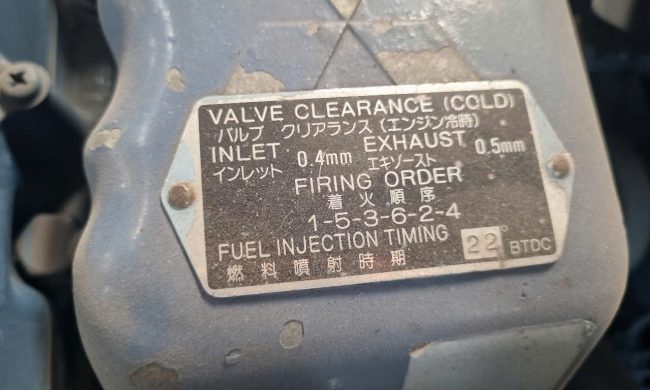 VALVE CLEARANCE (COLD)
バルブ クリアランス (エンジン冷時)
INLET 0.4mm EXHAUST 0.5mm
インレット エキゾースト
FIRING ORDER
着火順序
1-5-3-6-2-4
FUEL INJECTION TIMING 22° BTDC
燃料噴射時期